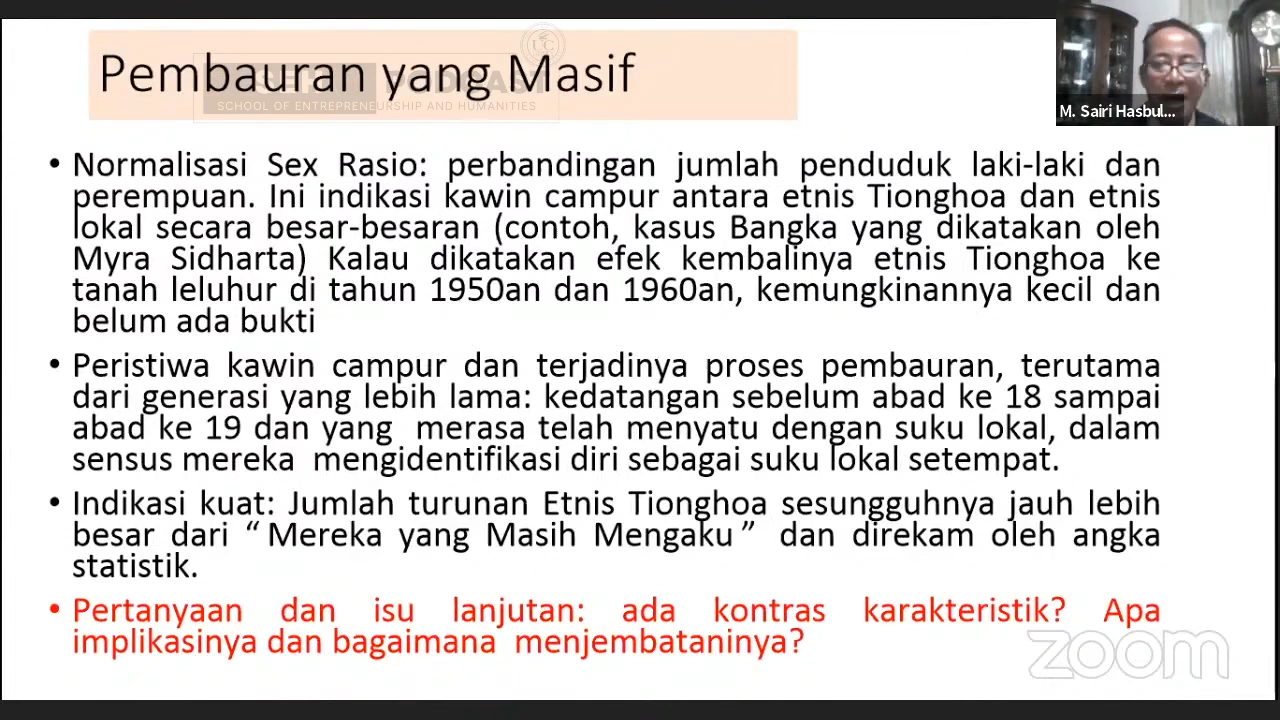 Pembauran yang Masif
SCHOOL OF ENTREPRENEURSHIP AND HUMANITIES
UC
M. Sairi Hasbul...
• Normalisasi Sex Rasio: perbandingan jumlah penduduk laki-laki dan
perempuan. Ini indikasi kawin campur antara etnis Tionghoa dan etnis
lokal secara besar-besaran (contoh, kasus Bangka yang dikatakan oleh
Myra Sidharta) Kalau dikatakan efek kembalinya etnis Tionghoa ke
tanah leluhur di tahun 1950an dan 1960an, kemungkinannya kecil dan
belum ada bukti
• Peristiwa kawin campur dan terjadinya proses pembauran, terutama
dari generasi yang lebih lama: kedatangan sebelum abad ke 18 sampai
abad ke 19 dan yang merasa telah menyatu dengan suku lokal, dalam
sensus mereka mengidentifikasi diri sebagai suku lokal setempat.
• Indikasi kuat: Jumlah turunan Etnis Tionghoa sesungguhnya jauh lebih
besar dari “Mereka yang Masih Mengaku” dan direkam oleh angka
statistik.
• Pertanyaan dan isu lanjutan: ada kontras karakteristik? Apa
implikasinya dan bagaimana menjembataninya?
zoom